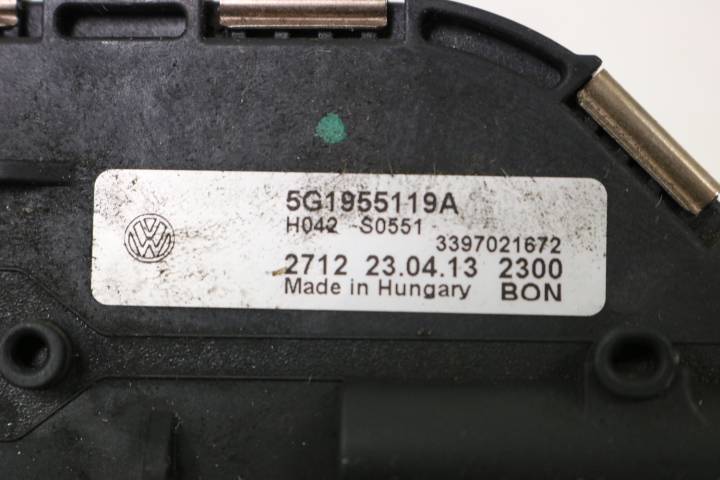 5G1955119A
H042 S0551
3397021672
2712 23.04.13 2300
Made in Hungary BON